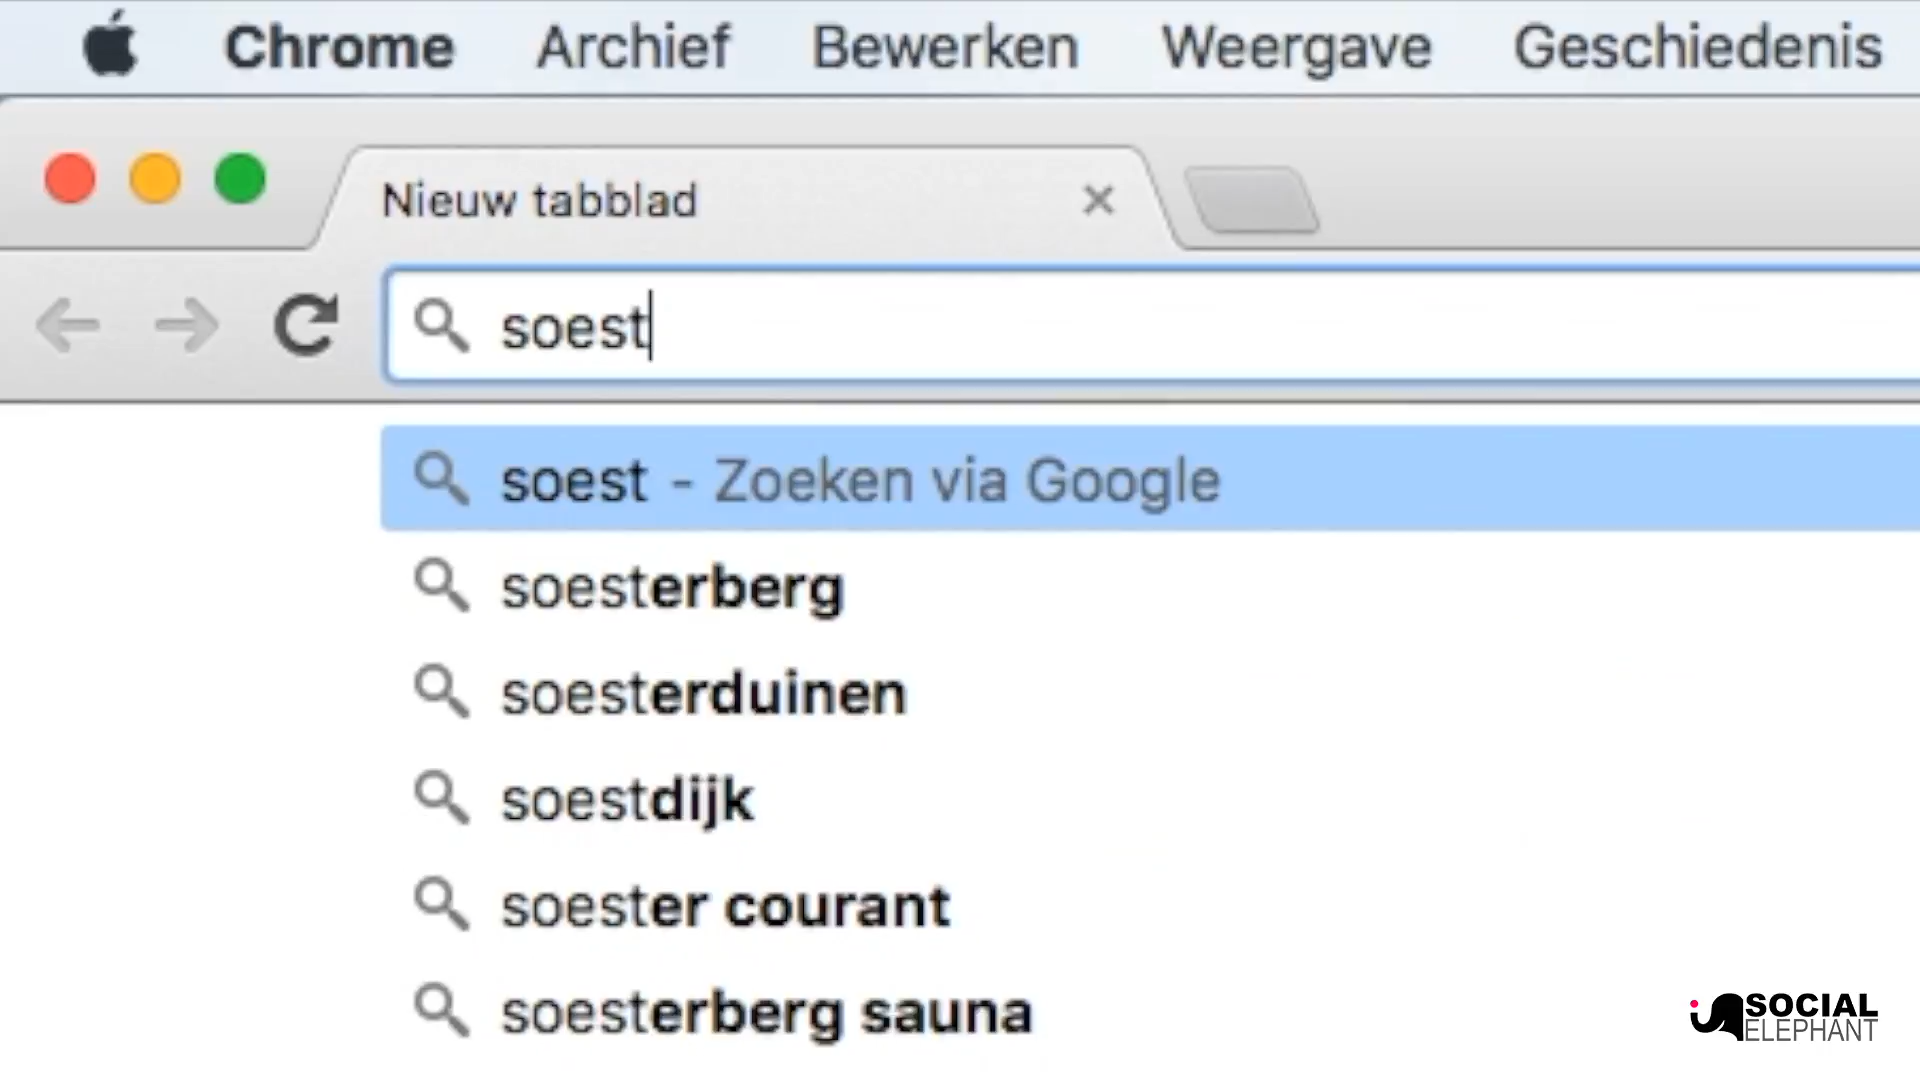 Chrome Archief Bewerken Weergave Geschiedenis
Nieuw tabblad
soest
soest - Zoeken via Google
soesterberg
soesterduinen
soestdijk
soester courant
soesterberg sauna
SOCIAL
ELEPHANT